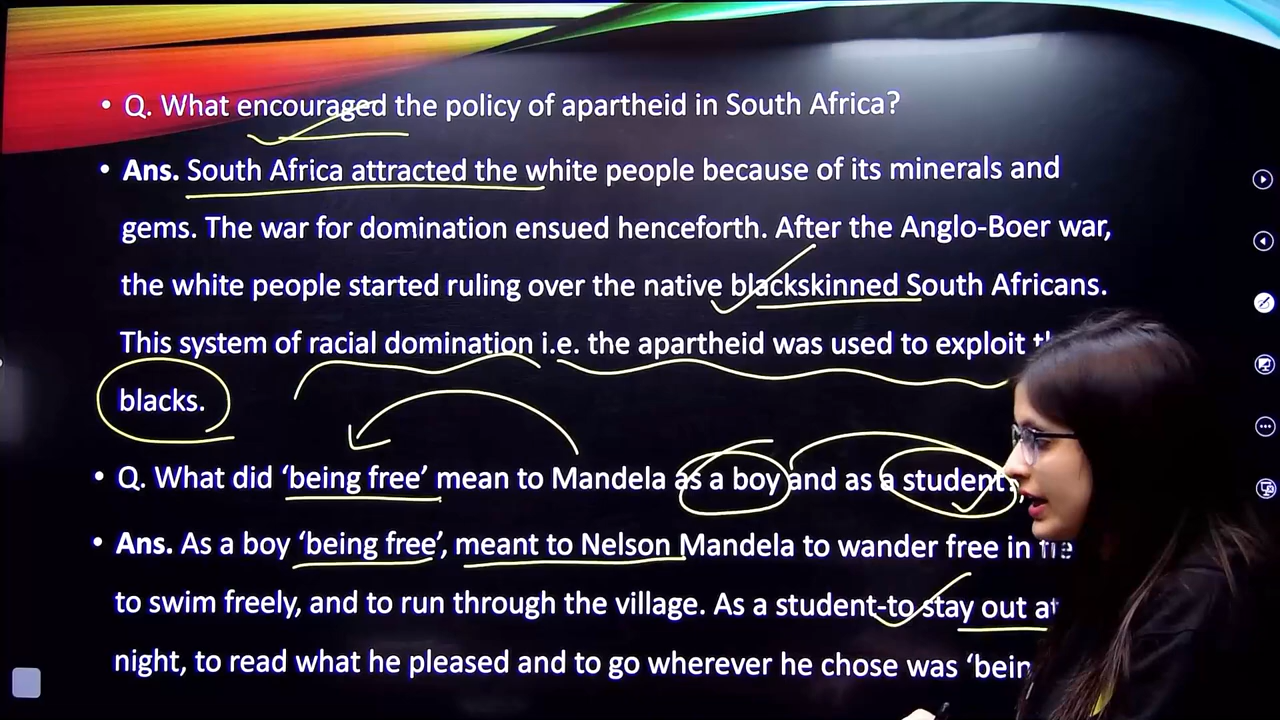 • Q. What encouraged the policy of apartheid in South Africa?
• Ans. South Africa attracted the white people because of its minerals and
gems. The war for domination ensued henceforth. After the Anglo-Boer war,
the white people started ruling over the native blackskinned South Africans.
This system of racial domination i.e. the apartheid was used to exploit
blacks.
• Q. What did ‘being free’ mean to Mandela as a boy and as a student
• Ans. As a boy ‘being free’, meant to Nelson Mandela to wander free in
to swim freely, and to run through the village. As a student-to stay out at
night, to read what he pleased and to go wherever he chose was